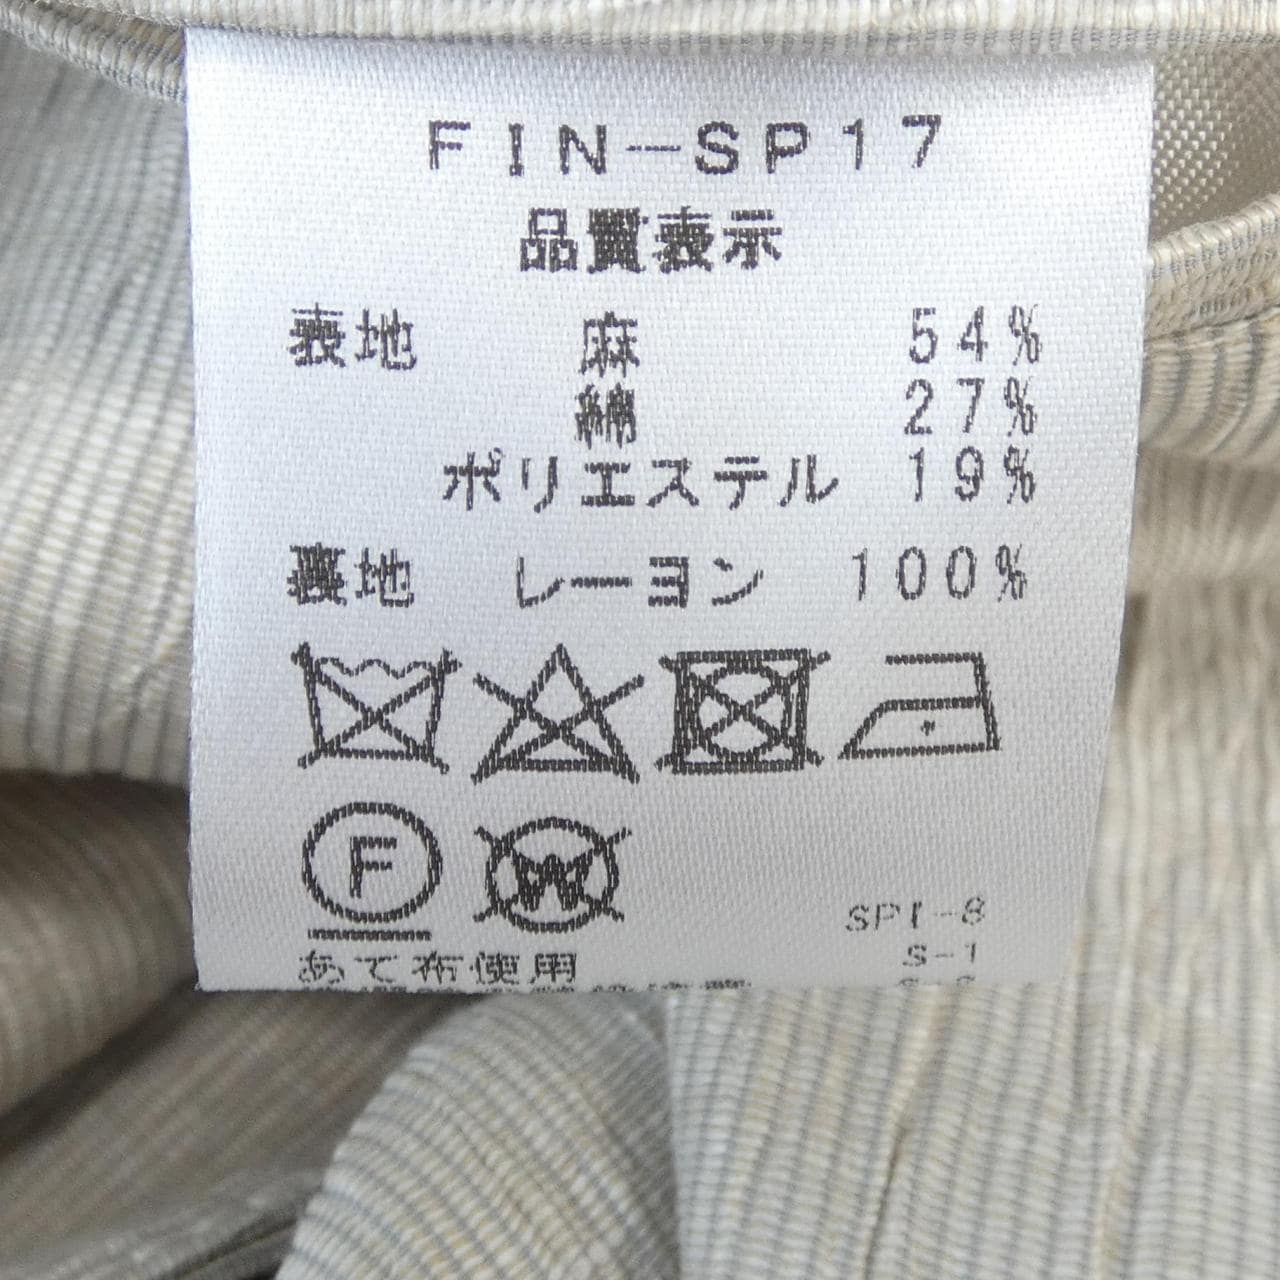 FIN-SP17
品質表示
表地 麻 54%
綿 27%
ポリエステル 19%
裏地 レーヨン 100%
F
W
SPI-8
S-1
あて布使用